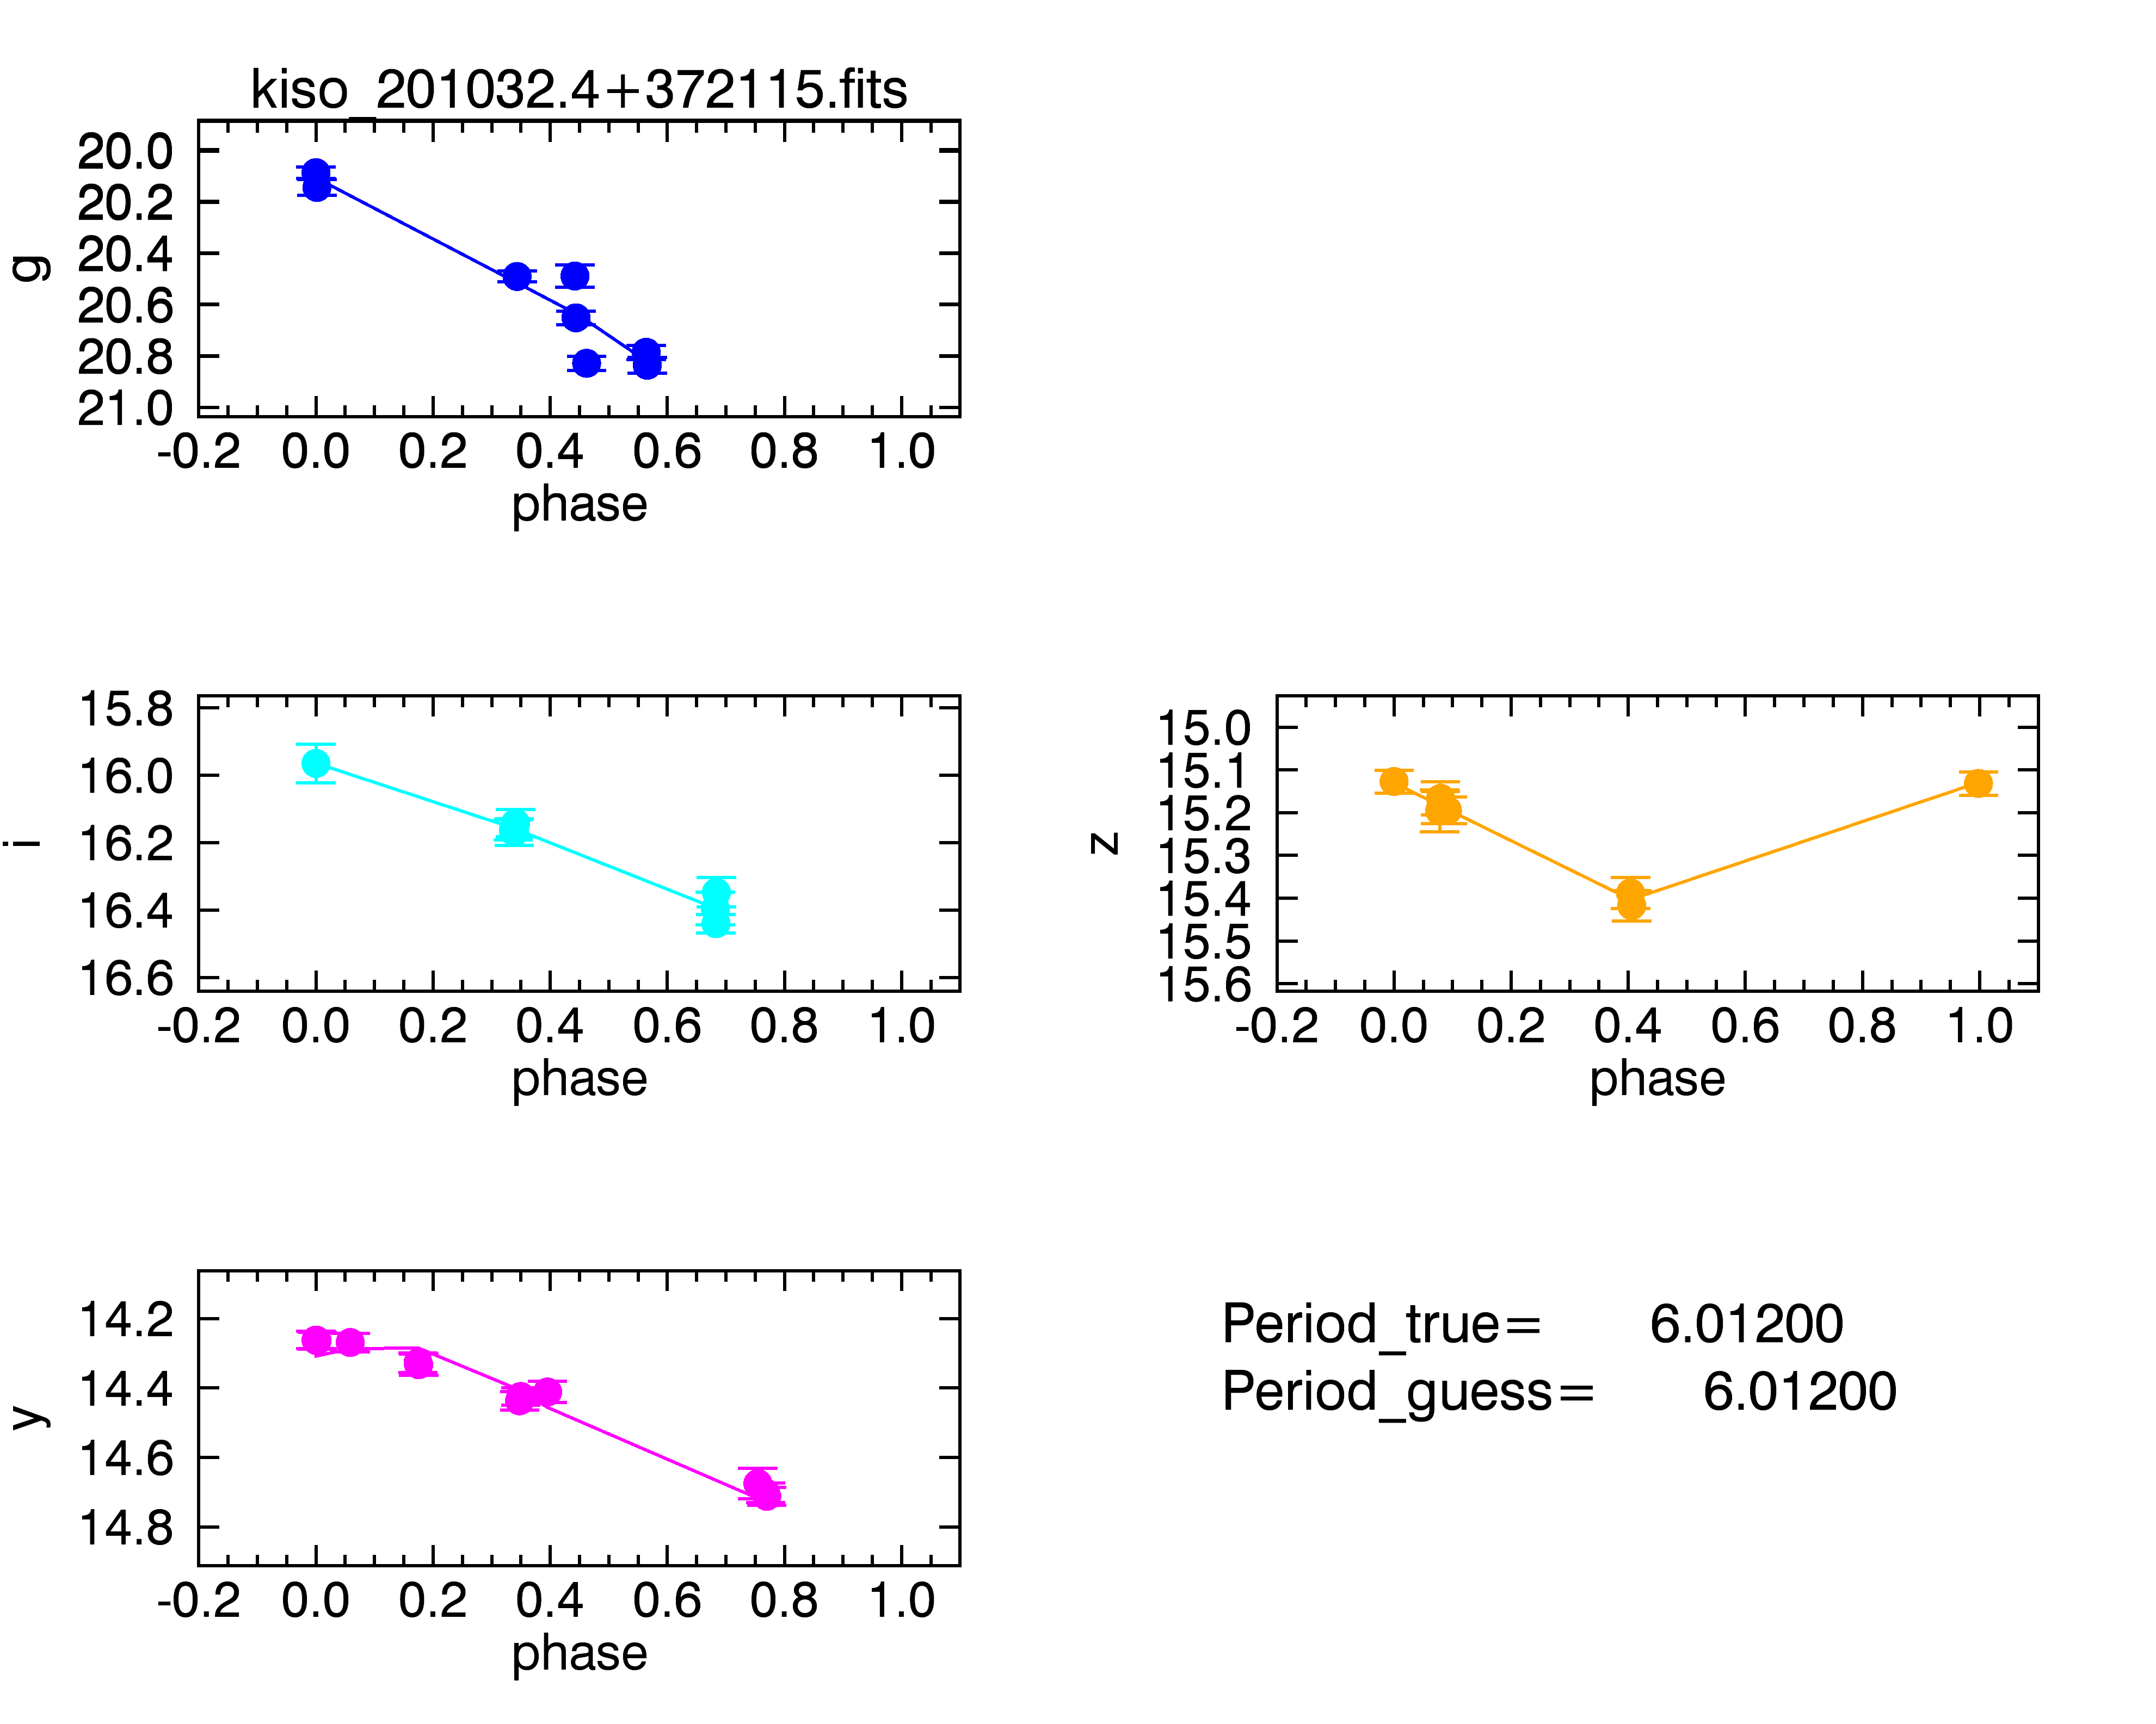 kiso_201032.4+372115.fits
20.0
20.2
20.4
20.6
20.8
21.0
g
-0.2 0.0 0.2 0.4 0.6 0.8 1.0
phase
15.8
16.0
16.2
16.4
16.6
i
-0.2 0.0 0.2 0.4 0.6 0.8 1.0
phase
15.0
15.1
15.2
15.3
15.4
15.5
15.6
z
-0.2 0.0 0.2 0.4 0.6 0.8 1.0
phase
14.2
14.4
14.6
14.8
y
-0.2 0.0 0.2 0.4 0.6 0.8 1.0
phase
Period_true= 6.01200
Period_guess= 6.01200